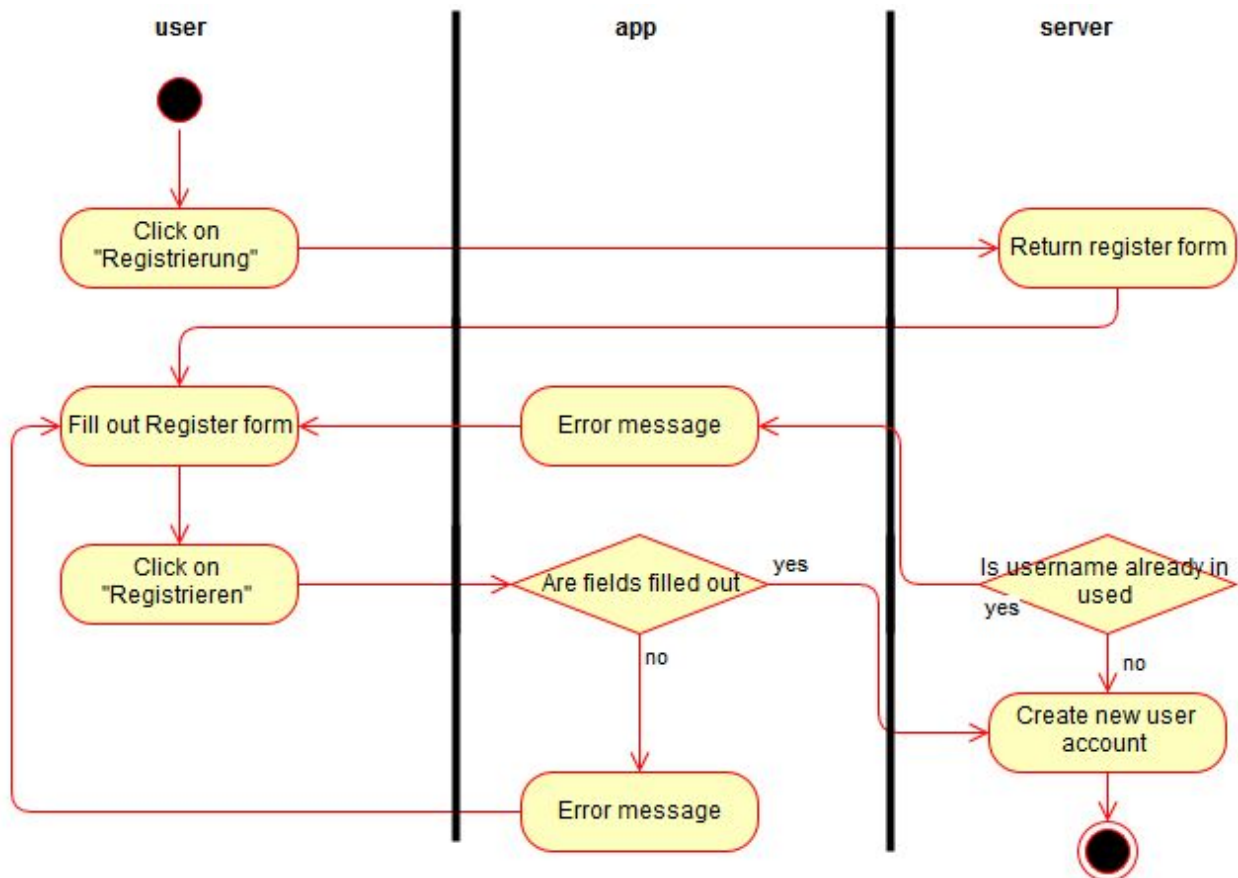 user
app
server
Click on
"Registrierung"
Return register form
Fill out Register form
Error message
Click on
"Registrieren"
Are fields filled out
yes
Is username already in
used
yes
no
no
Create new user
account
Error message